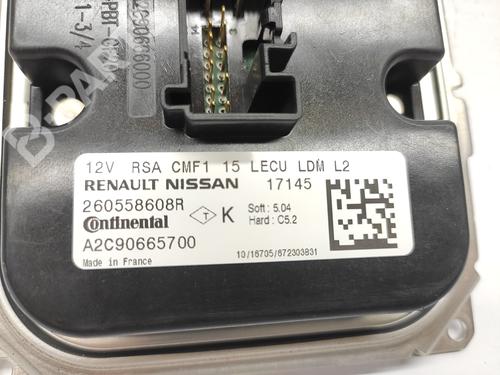 12V RSA CMF1 15 LECU LDM L2
RENAULT NISSAN 17145
260558608R
Continental T K Soft : 5.04
Hard : C5.2
A2C90665700
Made in France 10/16705/672303831
B-PARTS